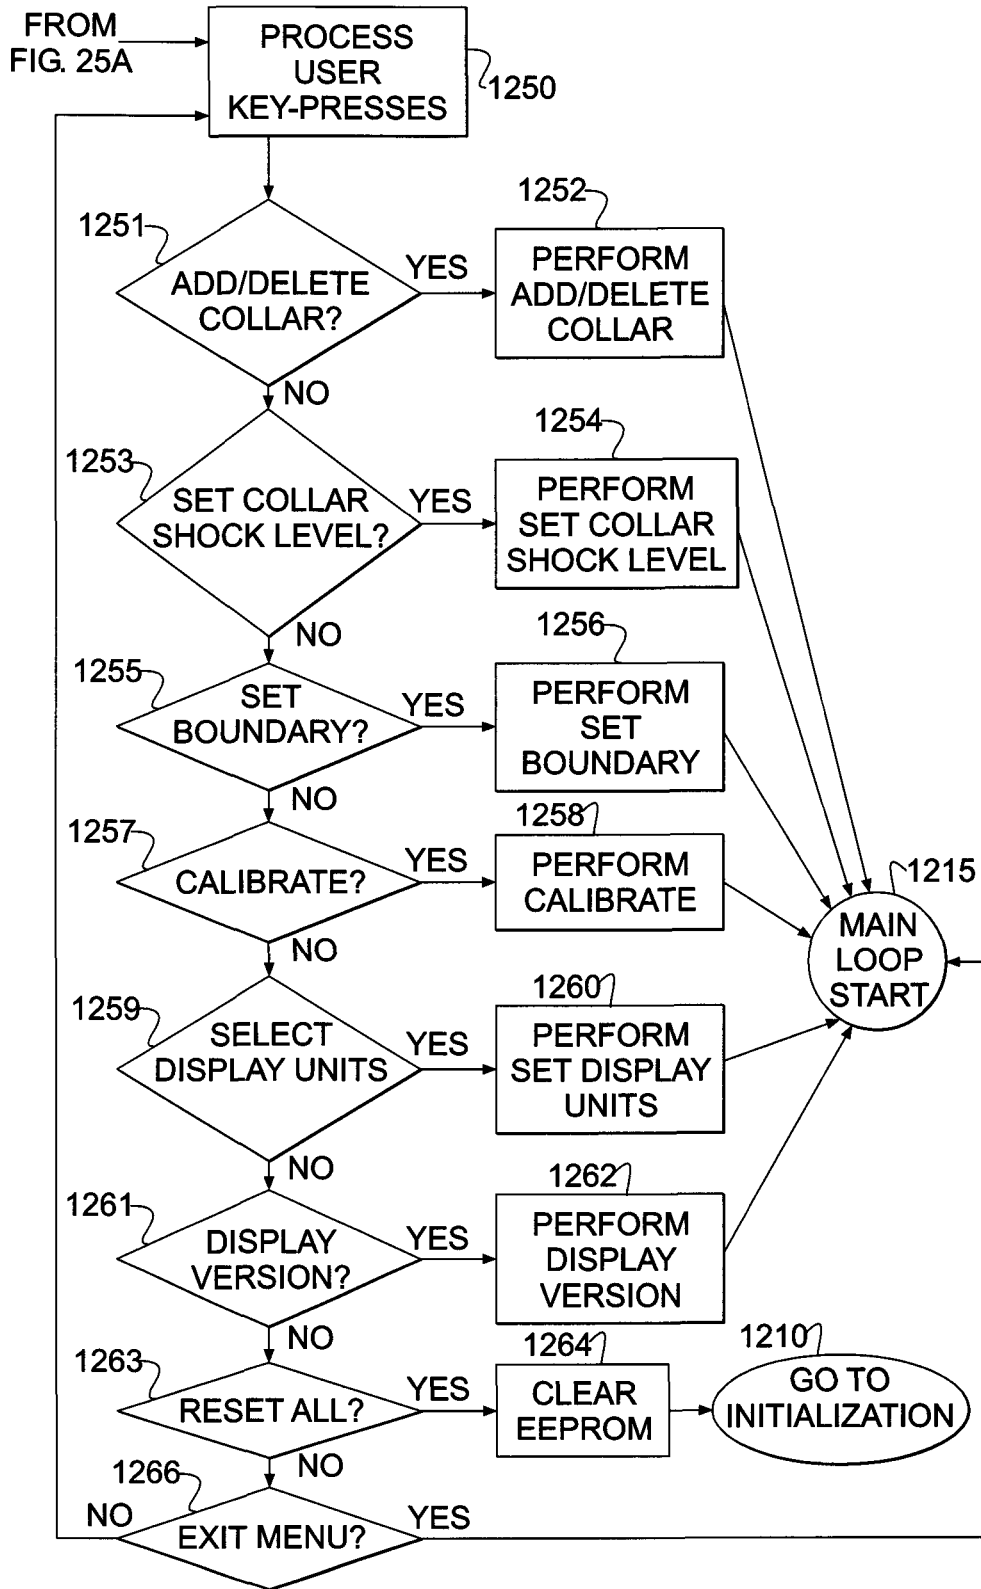 FROM
FIG. 25A
PROCESS
USER
KEY-PRESSES
1250
1251
ADD/DELETE
COLLAR?
YES
NO
1252
PERFORM
ADD/DELETE
COLLAR
1253
SET COLLAR
SHOCK LEVEL?
YES
NO
1254
PERFORM
SET COLLAR
SHOCK LEVEL
1255
SET
BOUNDARY?
YES
NO
1256
PERFORM
SET
BOUNDARY
1257
CALIBRATE?
YES
NO
1258
PERFORM
CALIBRATE
1215
MAIN
LOOP
START
1259
SELECT
DISPLAY UNITS
YES
NO
1260
PERFORM
SET DISPLAY
UNITS
1261
DISPLAY
VERSION?
YES
NO
1262
PERFORM
DISPLAY
VERSION
1263
RESET ALL?
YES
NO
1264
CLEAR
EEPROM
1210
GO TO
INITIALIZATION
1266
EXIT MENU?
NO
YES